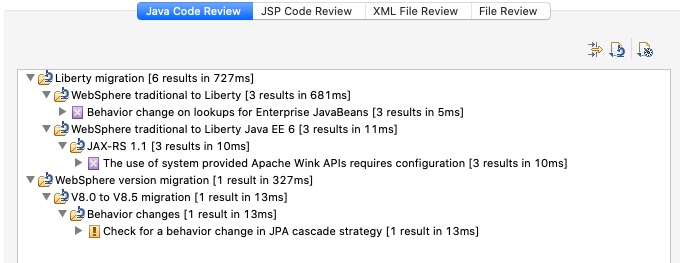 Java Code Review JSP Code Review XML File Review File Review
Liberty migration [6 results in 727ms]
WebSphere traditional to Liberty [3 results in 681ms]
Behavior change on lookups for Enterprise JavaBeans [3 results in 5ms]
WebSphere traditional to Liberty Java EE 6 [3 results in 11ms]
JAX-RS 1.1 [3 results in 10ms]
The use of system provided Apache Wink APIs requires configuration [3 results in 10ms]
WebSphere version migration [1 result in 327ms]
V8.0 to V8.5 migration [1 result in 13ms]
Behavior changes [1 result in 13ms]
Check for a behavior change in JPA cascade strategy [1 result in 13ms]